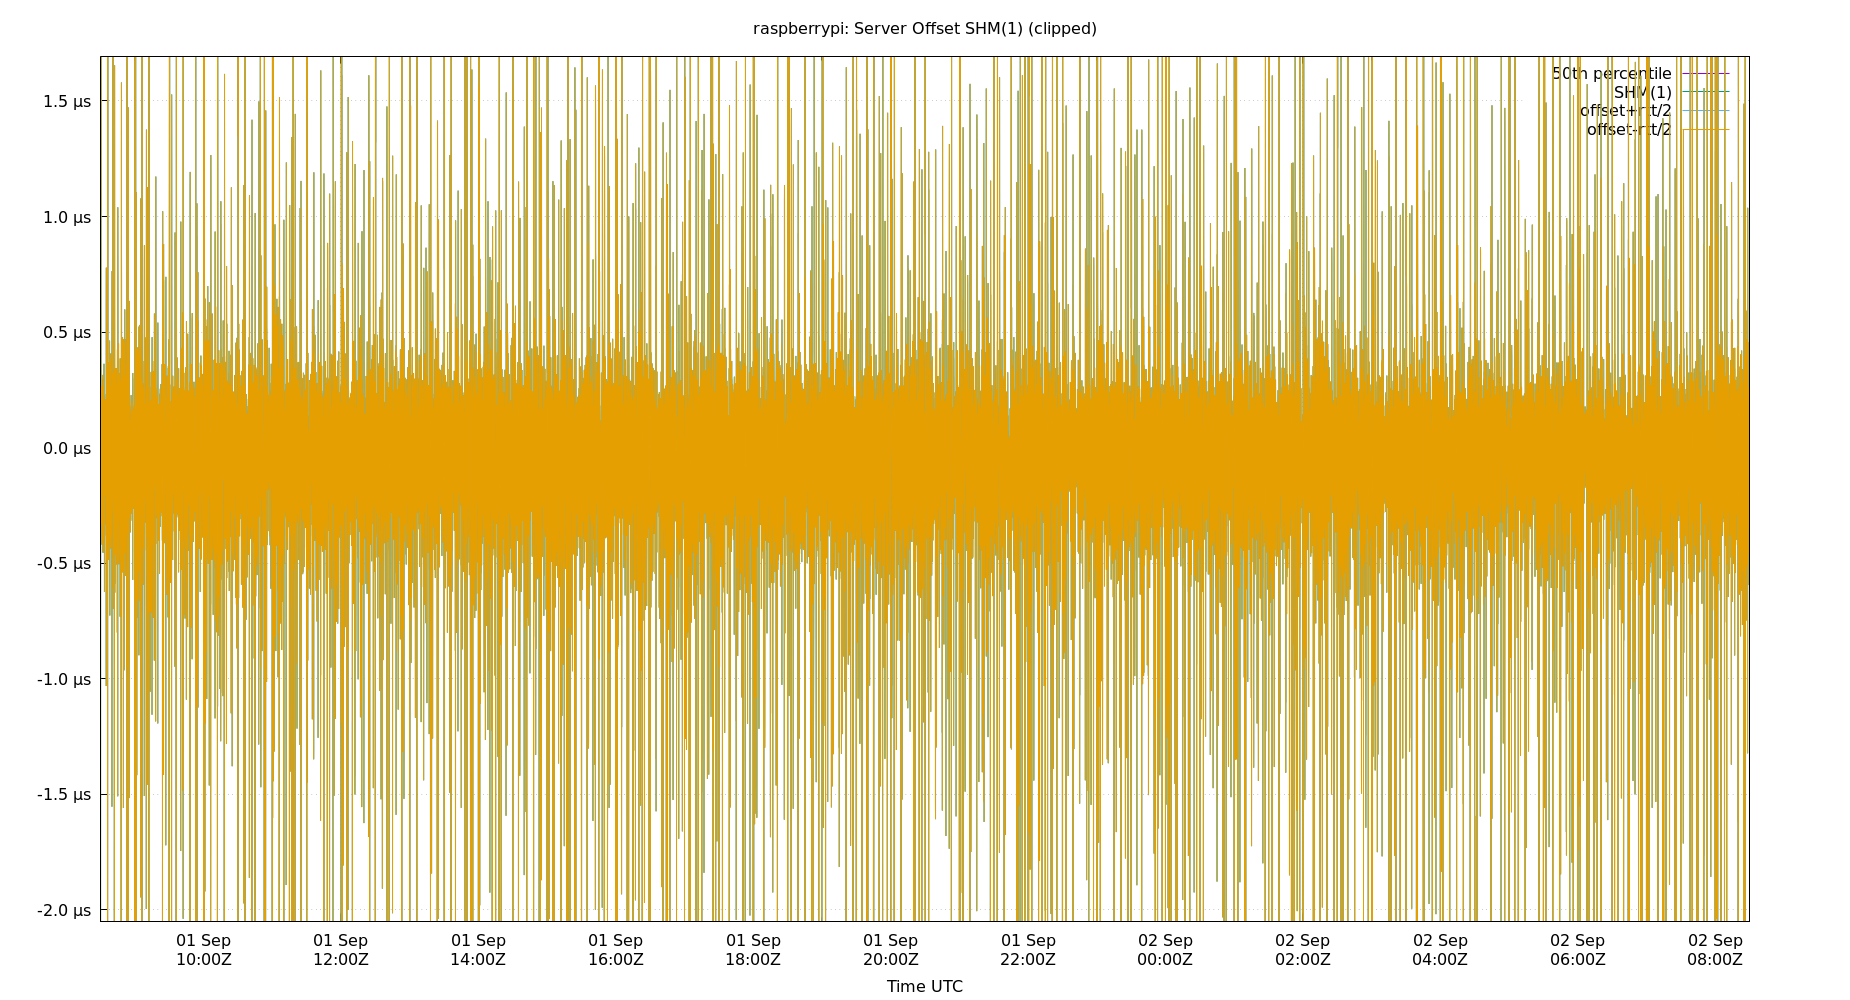 raspberrypi: Server Offset SHM(1) (clipped)
50th percentile
SHM(1)
offset+rtt/2
offset-rtt/2
1.5 µs
1.0 µs
0.5 µs
0.0 µs
-0.5 µs
-1.0 µs
-1.5 µs
-2.0 µs
01 Sep 01 Sep 01 Sep 01 Sep 01 Sep 01 Sep 01 Sep 02 Sep 02 Sep 02 Sep 02 Sep 02 Sep
10:00Z 12:00Z 14:00Z 16:00Z 18:00Z 20:00Z 22:00Z 00:00Z 02:00Z 04:00Z 06:00Z 08:00Z
Time UTC